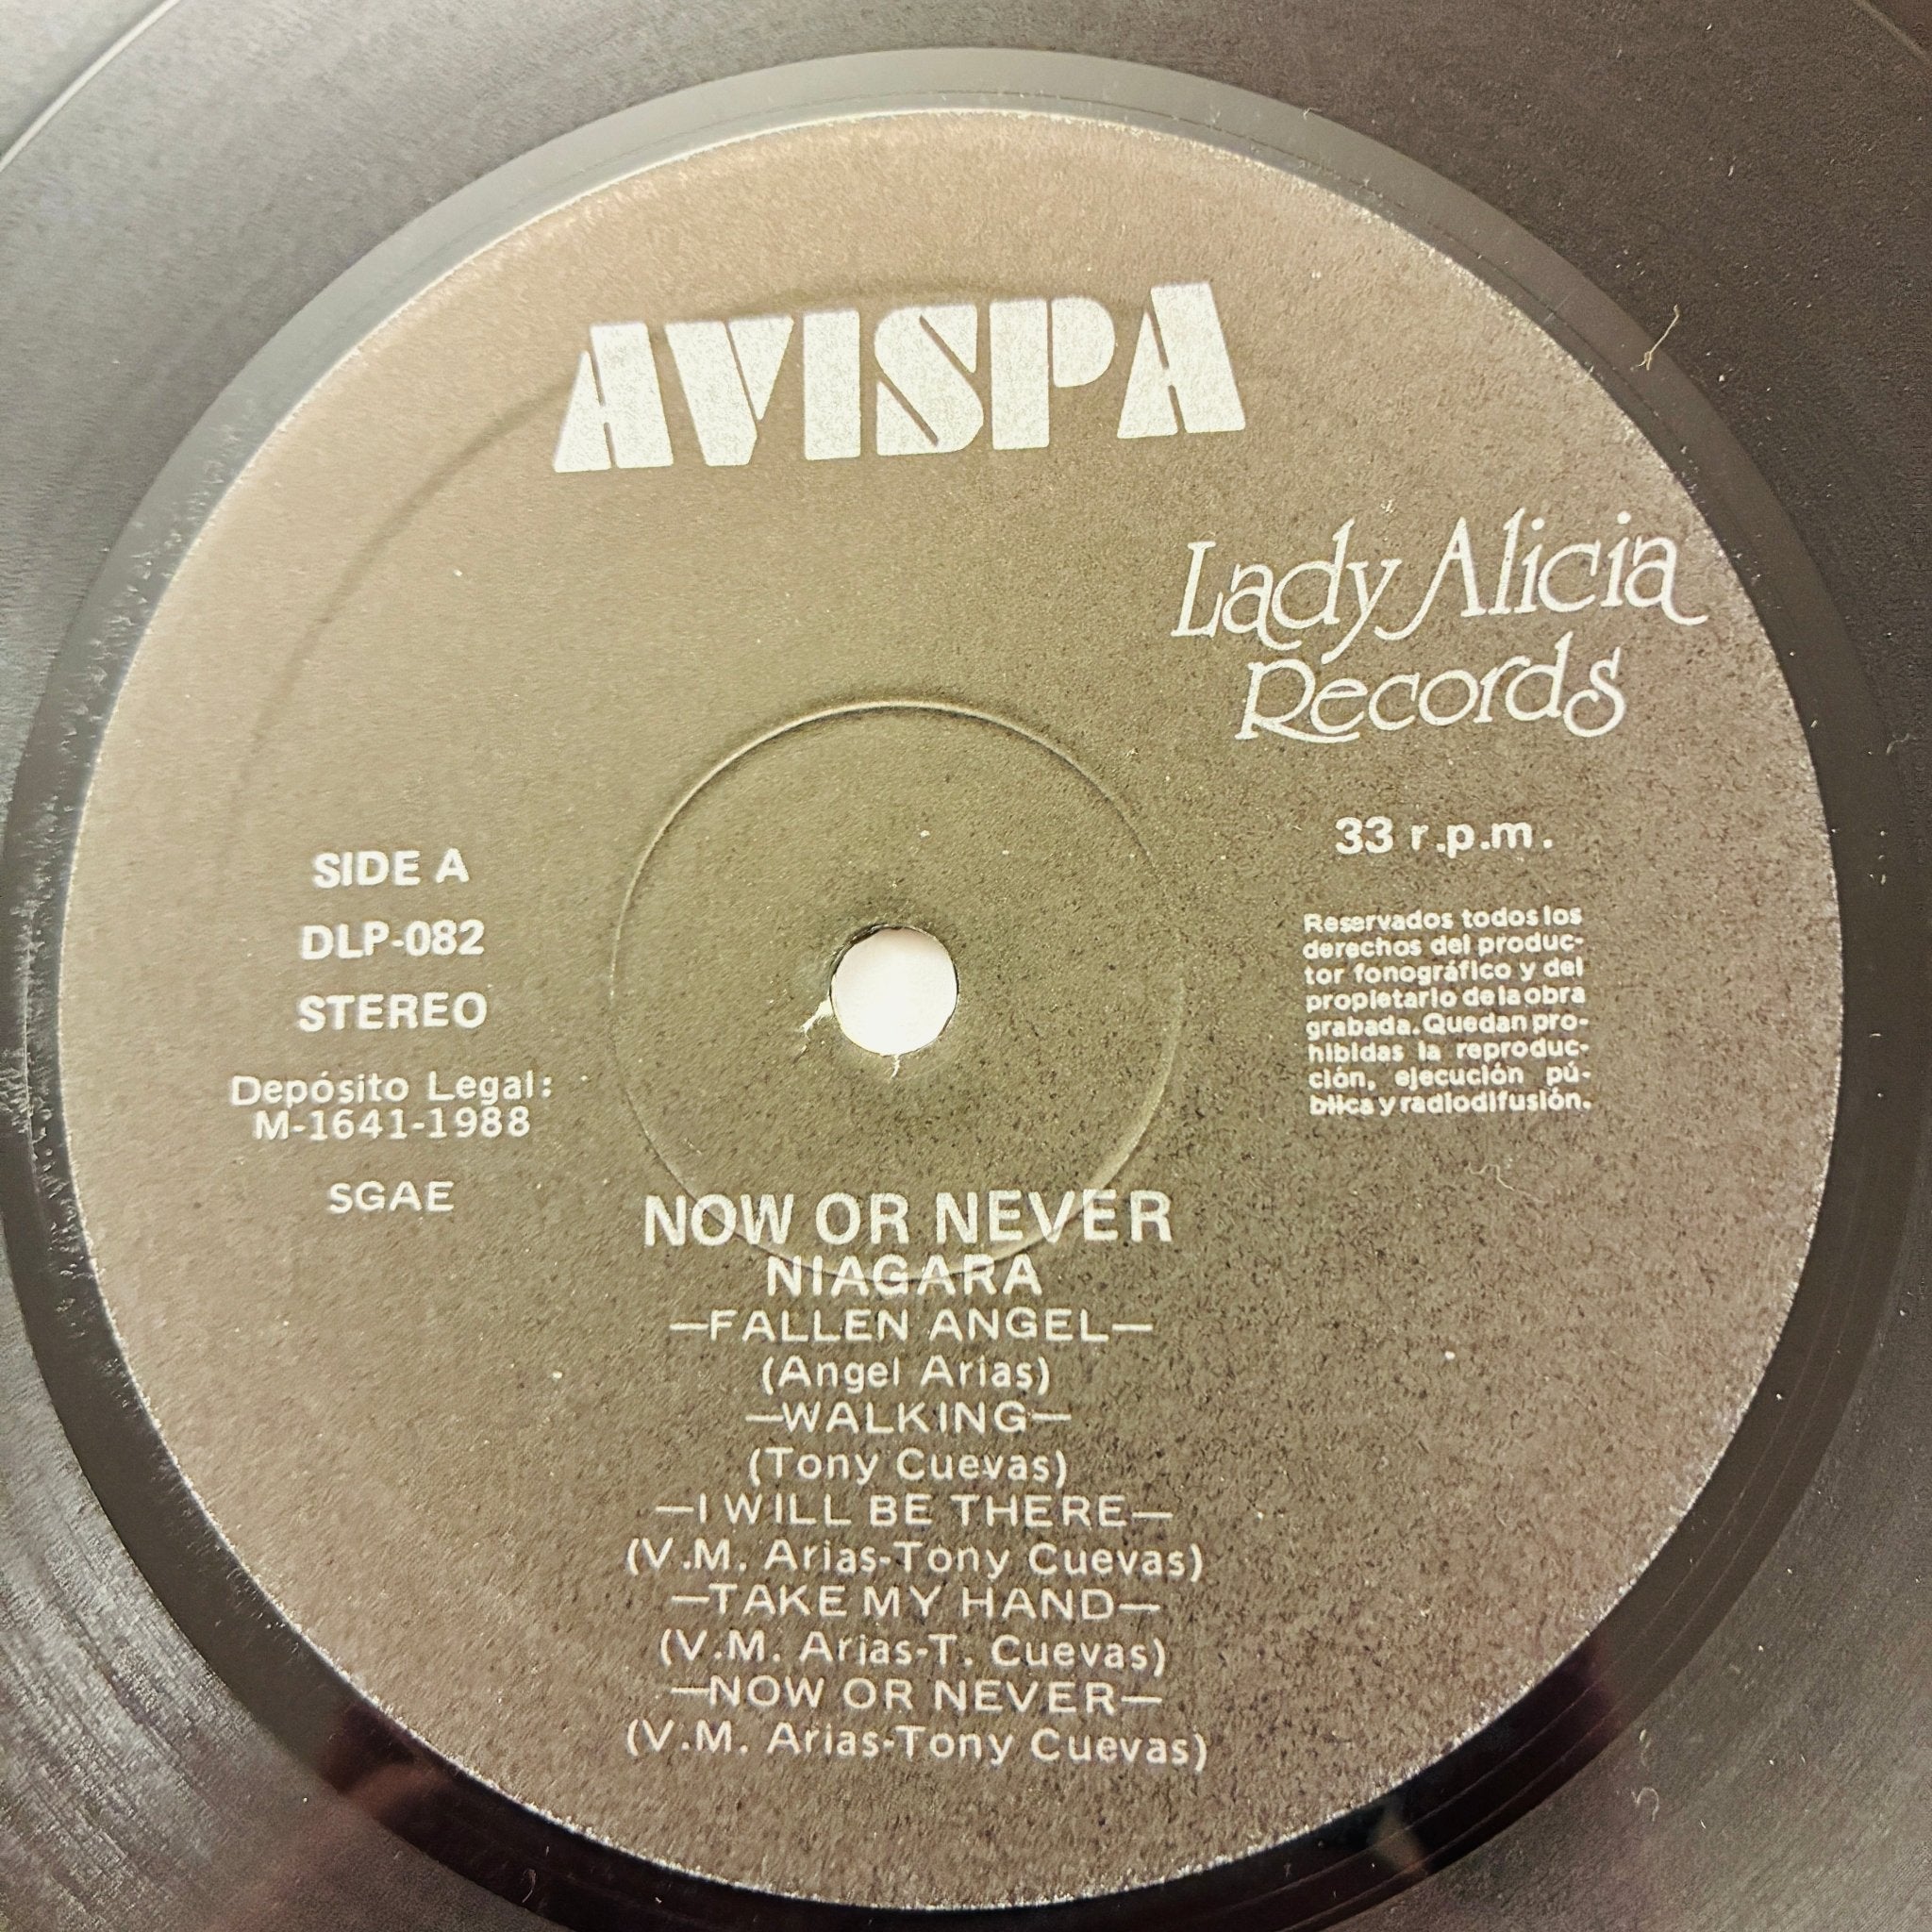 AVISPA
Lady Alicia
Records
33 r.p.m.
SIDE A
DLP-082
STEREO
Depósito Legal:
M-1641-1988
SGAE
Reservados todos los
derechos del produc-
tor fonográfico y del
propietario de la obra
grabada. Quedan pro-
hibidas la reproduc-
ción, ejecución pú-
blica y radiodifusión.
NOW OR NEVER
NIAGARA
—FALLEN ANGEL—
(Angel Arias)
—WALKING—
(Tony Cuevas)
—I WILL BE THERE—
(V.M. Arias-Tony Cuevas)
—TAKE MY HAND—
(V.M. Arias-T. Cuevas)
—NOW OR NEVER—
(V.M. Arias-Tony Cuevas)